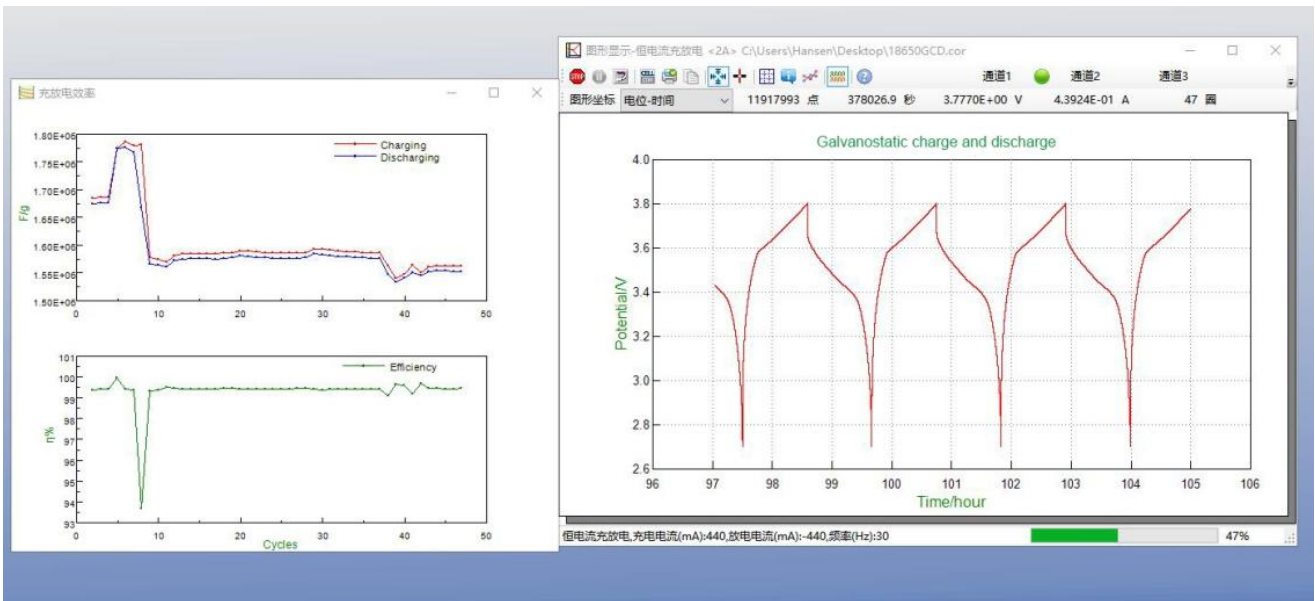 充放电效率
1.80E+06
1.75E+06
1.70E+06
1.65E+06
1.60E+06
1.55E+06
1.50E+06
F/g
Charging
Discharging
0 10 20 30 40 50
101
100
99
98
97
96
95
94
93
η%
Efficiency
0 10 20 30 40 50
Cycles
图形显示-恒电流充放电 <2A> C:\Users\Hansen\Desktop\18650GCD.cor
STOP
通道1 通道2 通道3
图形坐标 电位-时间 11917993 点 378026.9 秒 3.7770E+00 V 4.3924E-01 A 47 圈
Galvanostatic charge and discharge
4.0
3.8
3.6
3.4
3.2
3.0
2.8
2.6
Potential/V
96 97 98 99 100 101 102 103 104 105 106
Time/hour
恒电流充放电,充电电流(mA):440,放电电流(mA):-440,频率(Hz):30 47%